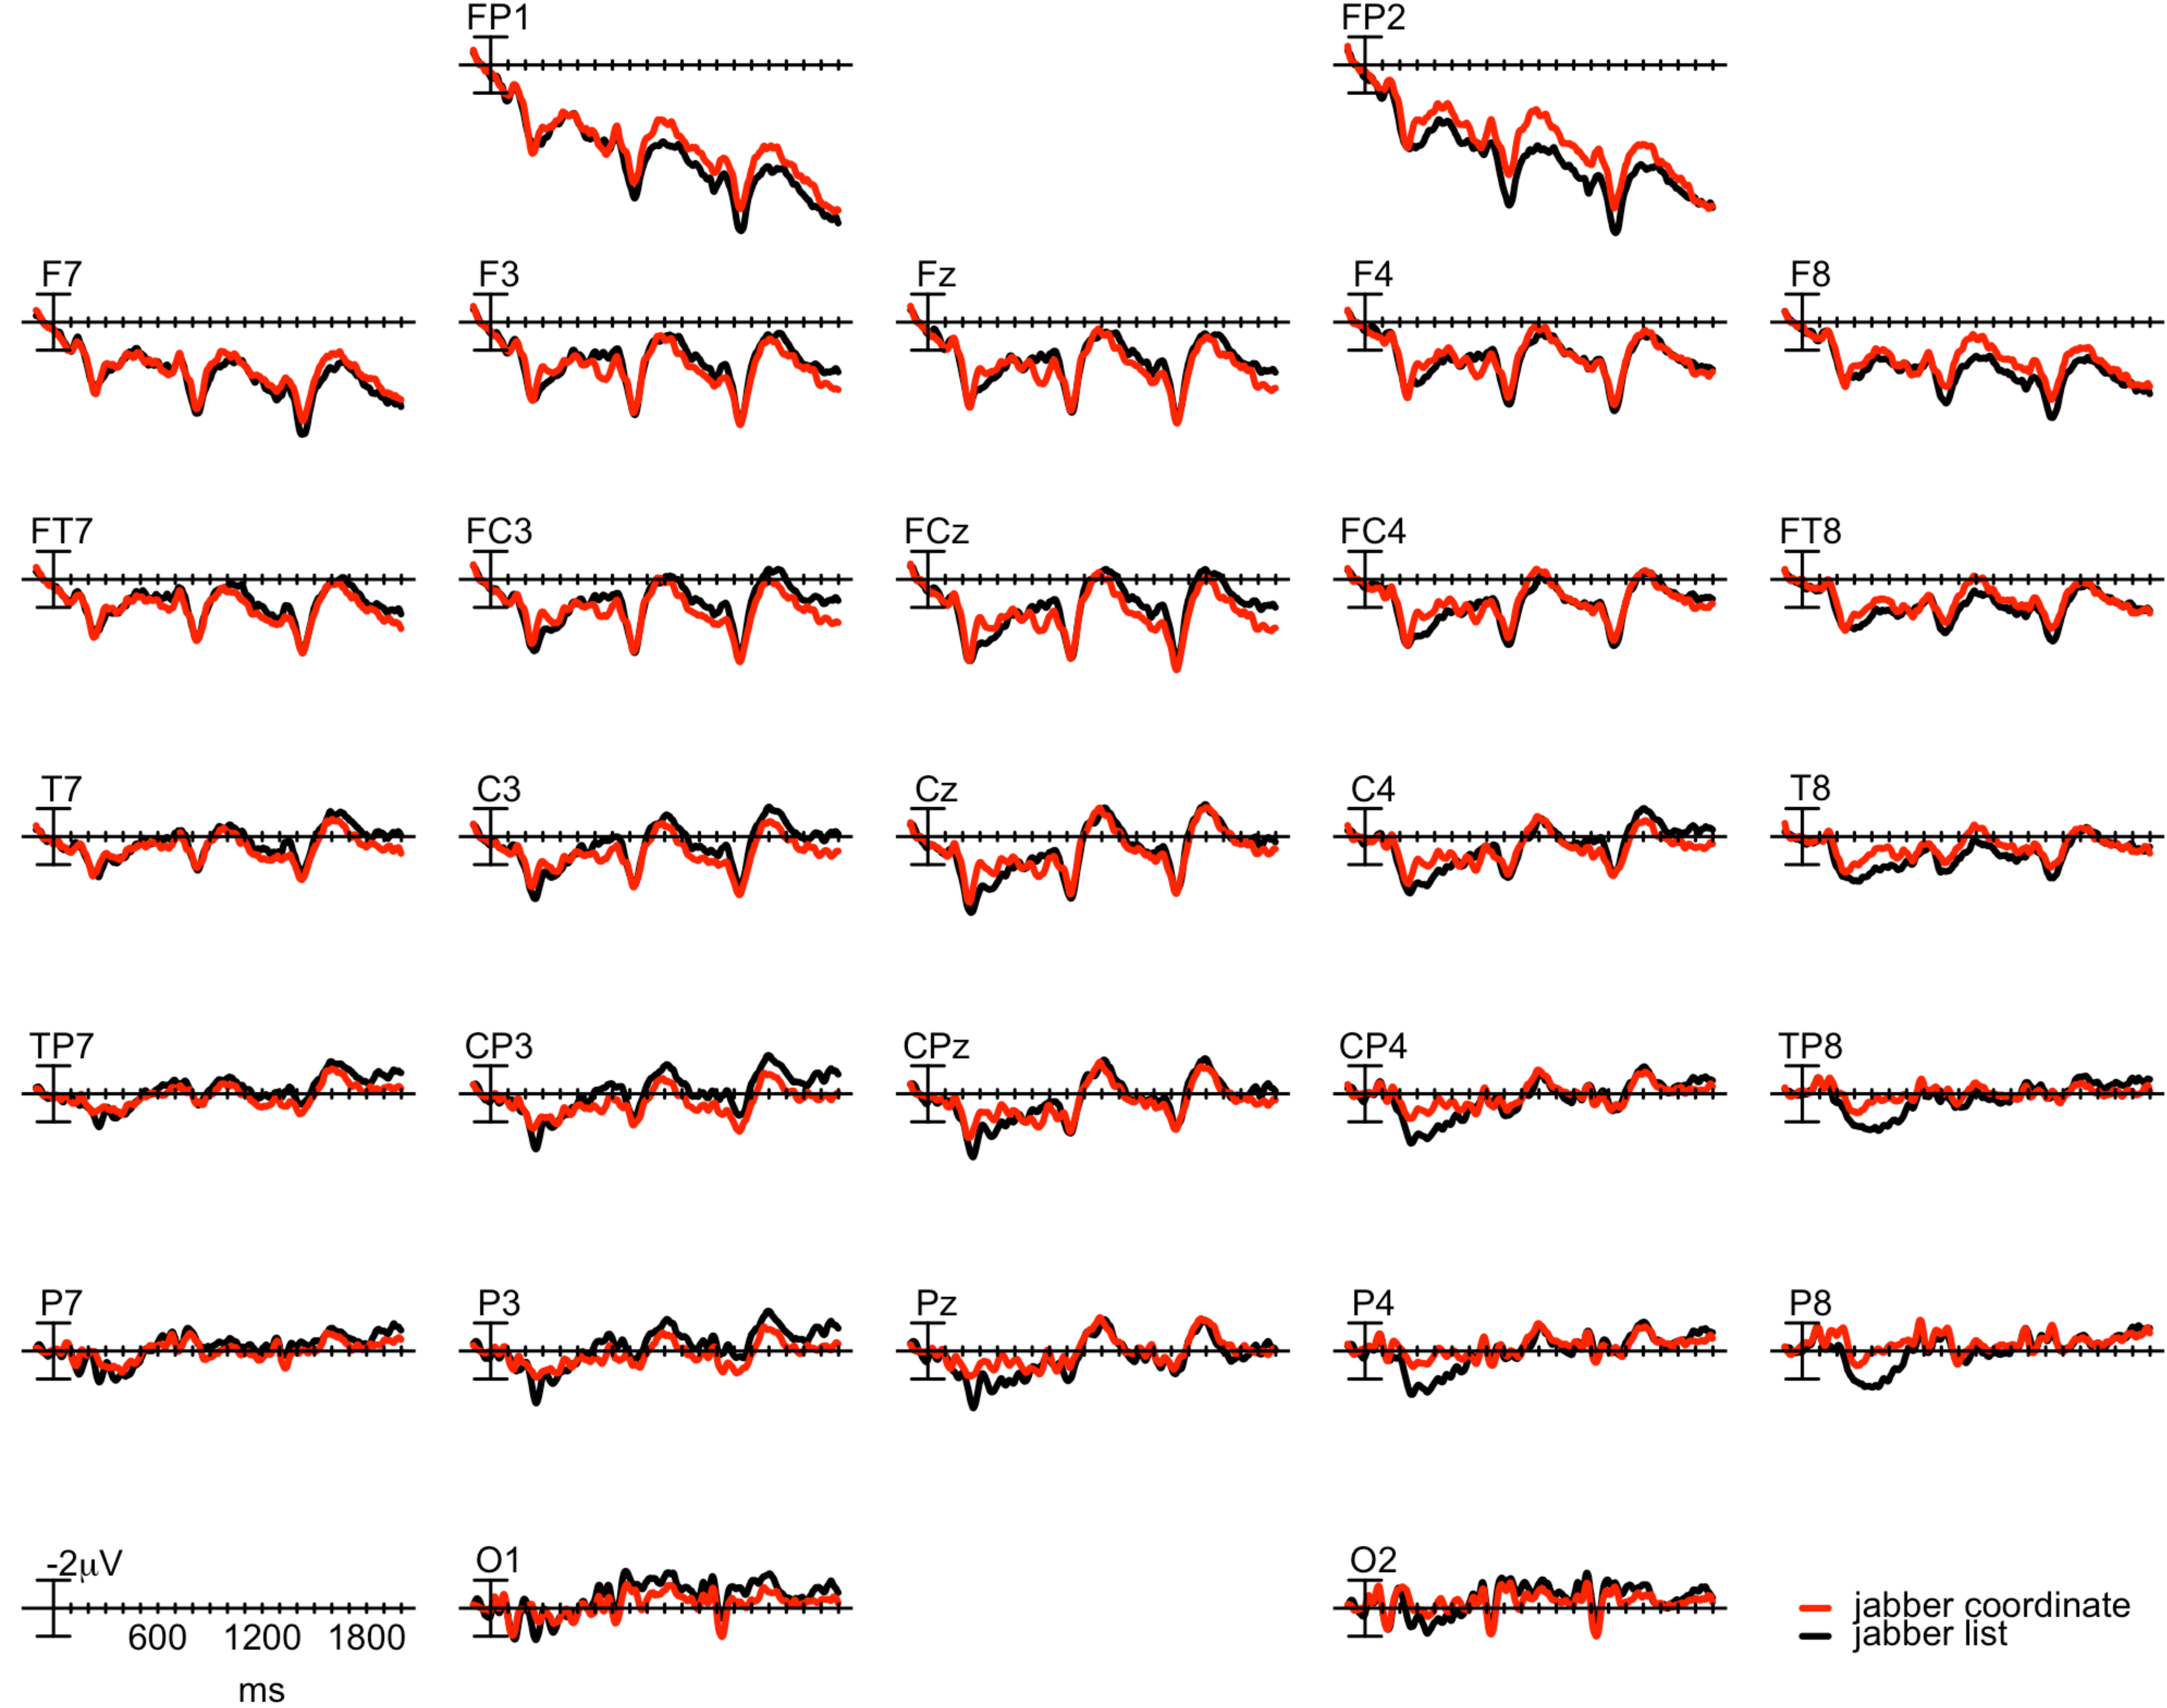 FP1
FP2
F7
F3
Fz
F4
F8
FT7
FC3
FCz
FC4
FT8
T7
C3
Cz
C4
T8
TP7
CP3
CPz
CP4
TP8
P7
P3
Pz
P4
P8
-2μV
O1
O2
600 1200 1800
ms
jabber coordinate
jabber list